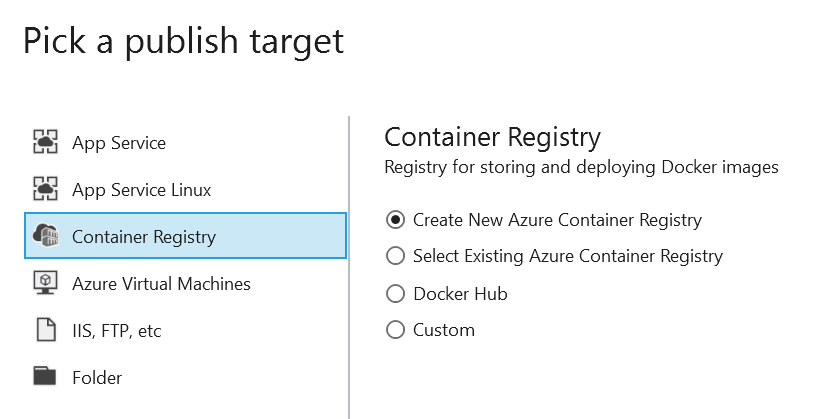 Pick a publish target
App Service
App Service Linux
Container Registry
Azure Virtual Machines
IIS, FTP, etc
Folder
Container Registry
Registry for storing and deploying Docker images
Create New Azure Container Registry
Select Existing Azure Container Registry
Docker Hub
Custom